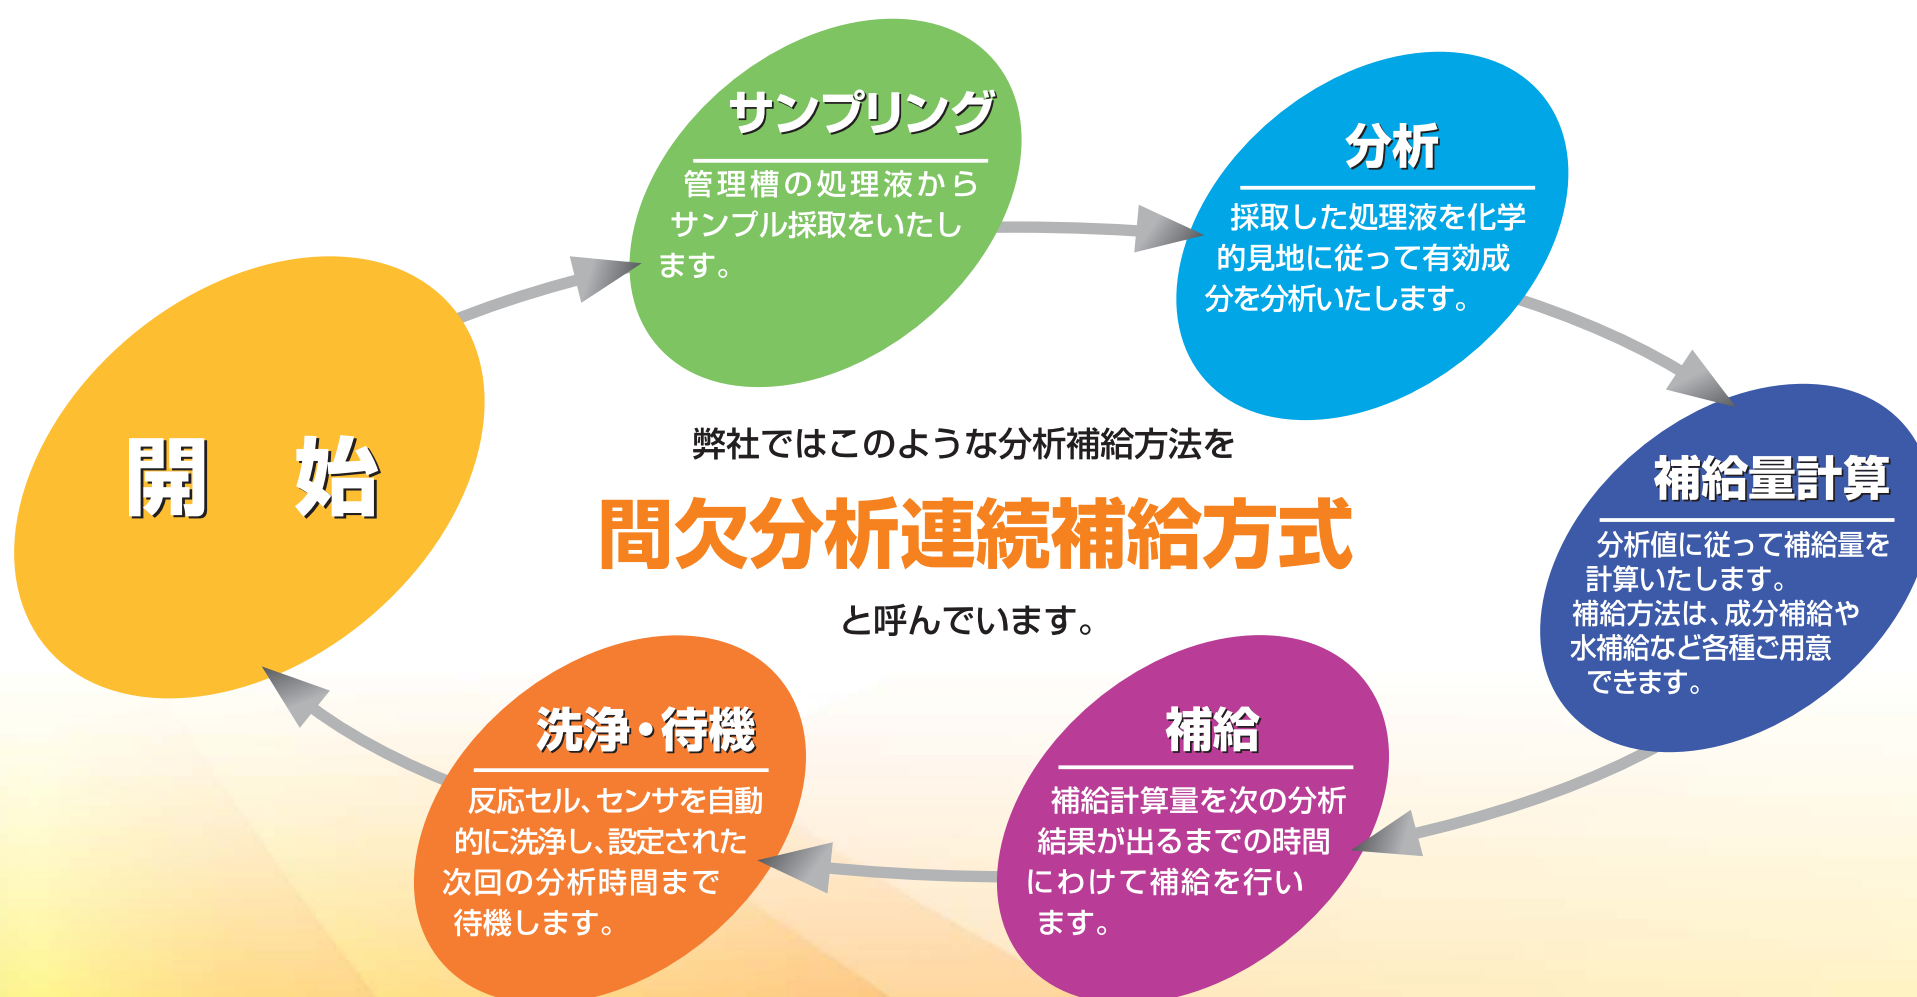 開　始
サンプリング
管理槽の処理液から
サンプル採取をいたし
ます。
分析
採取した処理液を化学
的見地に従って有効成
分を分析いたします。
補給量計算
分析値に従って補給量を
計算いたします。
補給方法は、成分補給や
水補給など各種ご用意
できます。
補給
補給計算量を次の分析
結果が出るまでの時間
にわけて補給を行い
ます。
洗浄・待機
反応セル、センサを自動
的に洗浄し、設定された
次回の分析時間まで
待機します。
弊社ではこのような分析補給方法を
間欠分析連続補給方式
と呼んでいます。